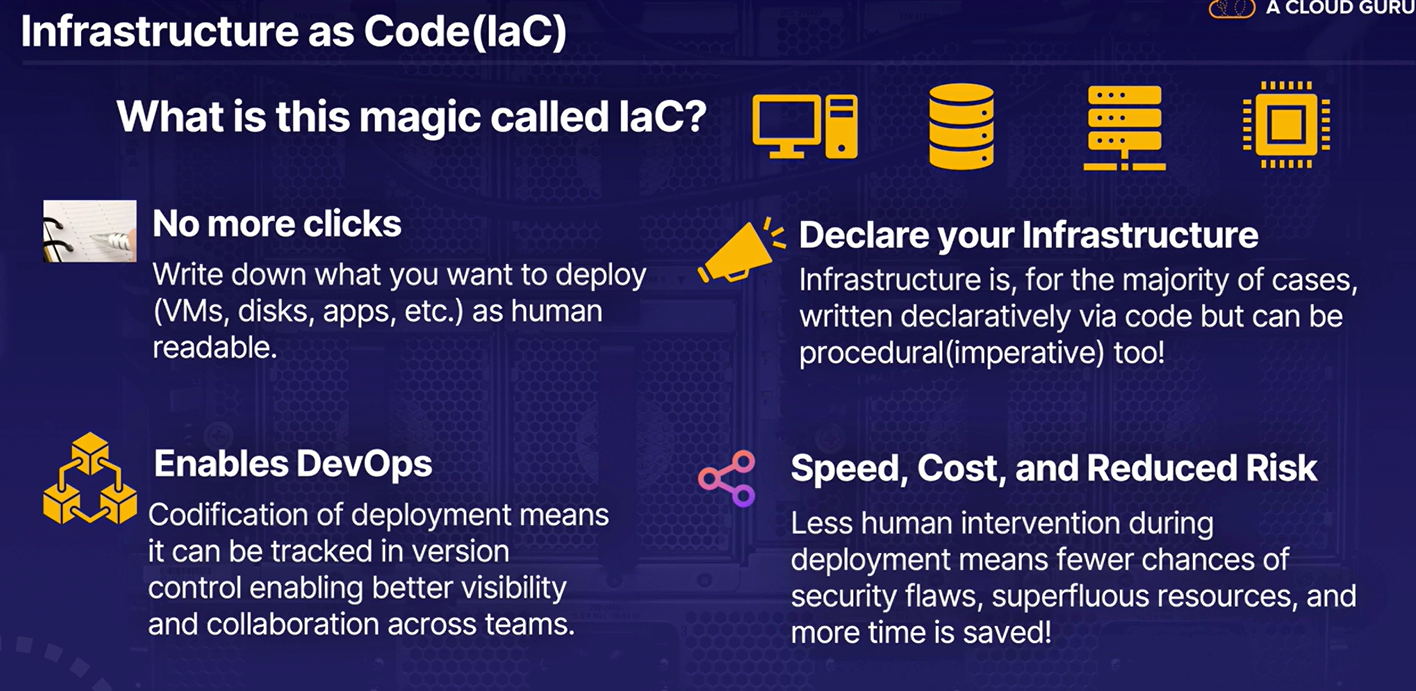 A CLOUD GURU
Infrastructure as Code(IaC)
What is this magic called IaC?
No more clicks
Write down what you want to deploy
(VMs, disks, apps, etc.) as human
readable.
Declare your Infrastructure
Infrastructure is, for the majority of cases,
written declaratively via code but can be
procedural(imperative) too!
Enables DevOps
Codification of deployment means
it can be tracked in version
control enabling better visibility
and collaboration across teams.
Speed, Cost, and Reduced Risk
Less human intervention during
deployment means fewer chances of
security flaws, superfluous resources, and
more time is saved!